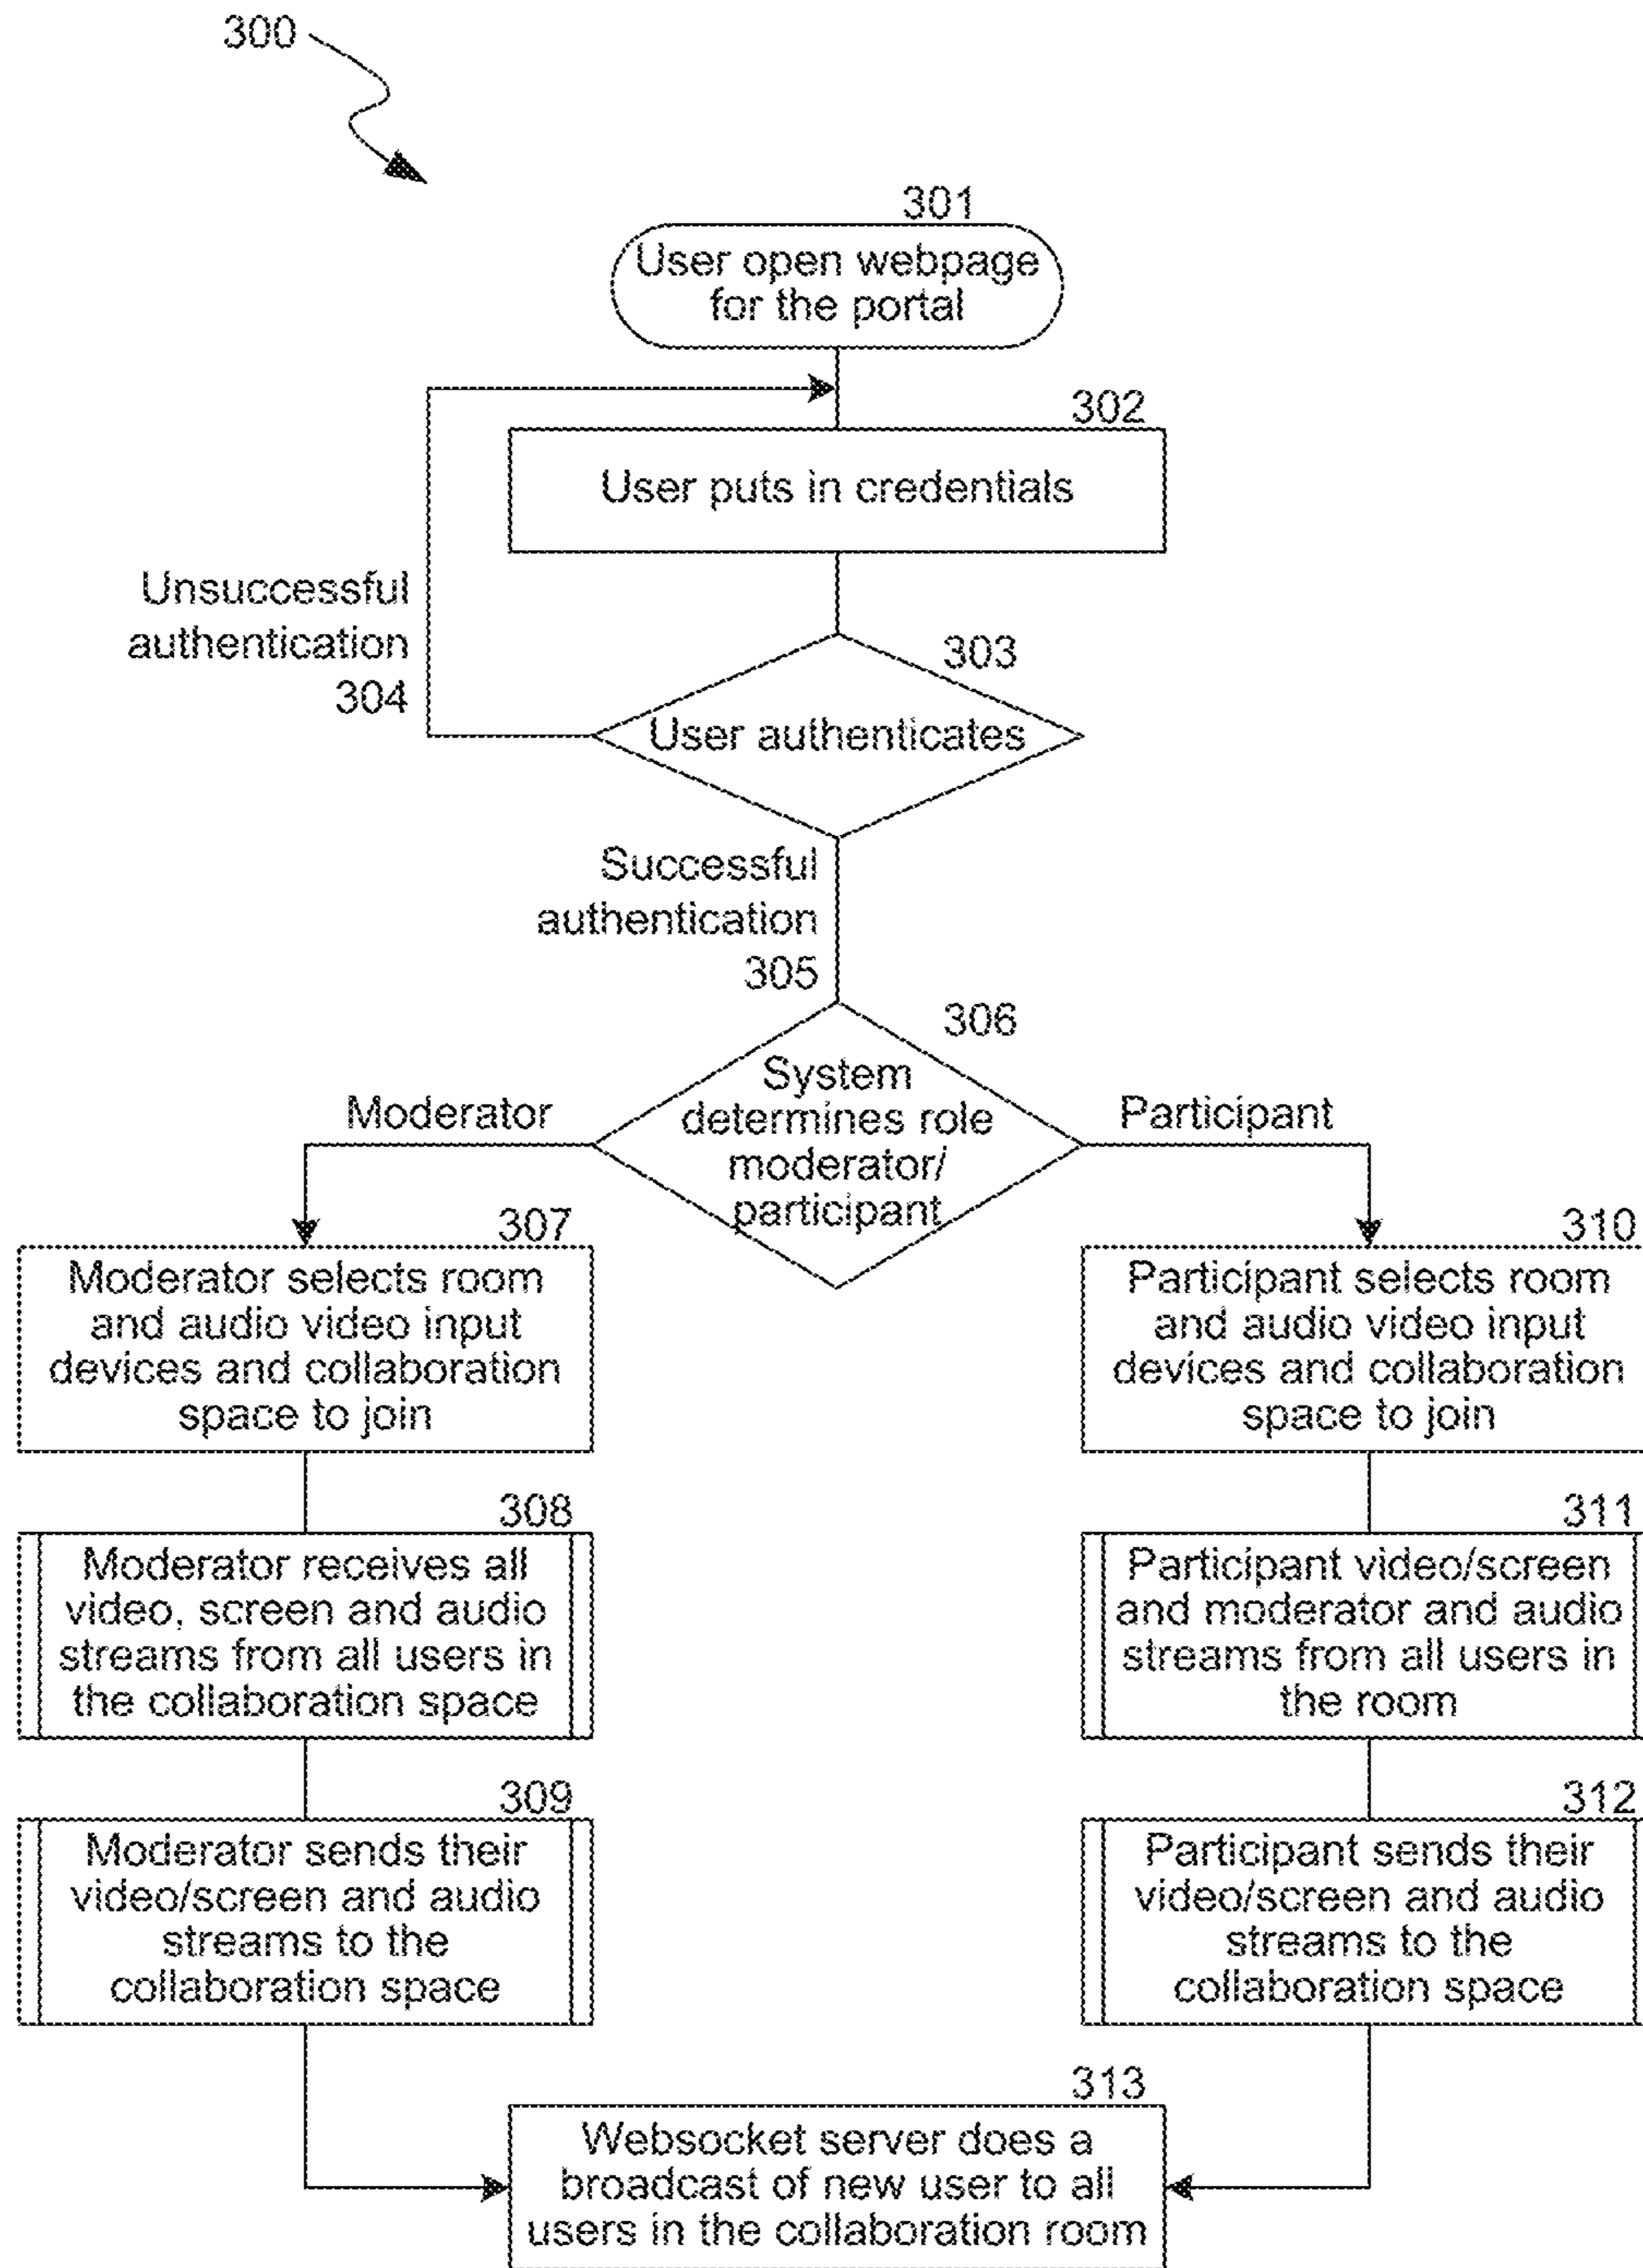 300
301
User open webpage
for the portal
302
User puts in credentials
Unsuccessful
authentication
304
303
User authenticates
Successful
authentication
305
306
System
determines role
moderator/
participant
Moderator
Participant
307
Moderator selects room
and audio video input
devices and collaboration
space to join
310
Participant selects room
and audio video input
devices and collaboration
space to join
308
Moderator receives all
video, screen and audio
streams from all users in
the collaboration space
311
Participant video/screen
and moderator and audio
streams from all users in
the room
309
Moderator sends their
video/screen and audio
streams to the
collaboration space
312
Participant sends their
video/screen and audio
streams to the
collaboration space
313
Websocket server does a
broadcast of new user to all
users in the collaboration room